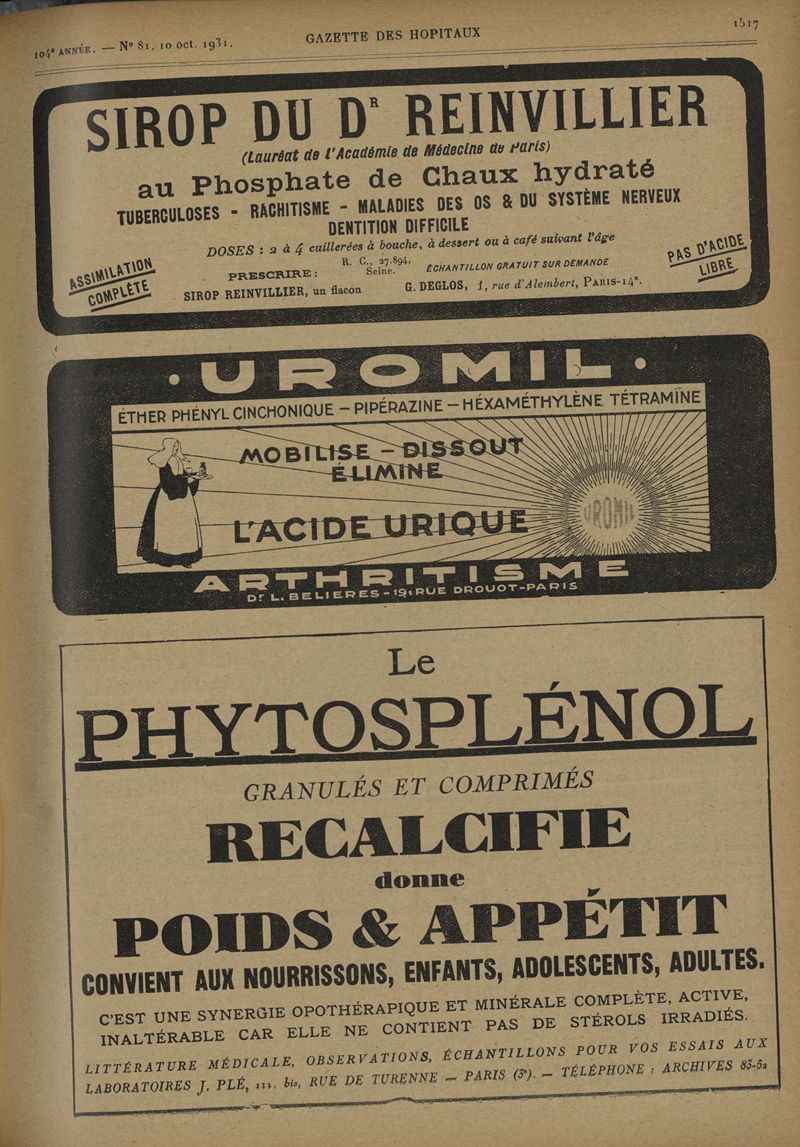 104e ANNÉE. — No 81, 10 oct. 1931.
GAZETTE DES HOPITAUX
1517
SIROP DU DR REINVILLIER
(Lauréat de l'Académie de Médecine de Paris)
au Phosphate de Chaux hydraté
TUBERCULOSES - RACHITISME - MALADIES DES OS & DU SYSTÈME NERVEUX
DENTITION DIFFICILE
DOSES : 2 à 4 cuillerées à bouche, à dessert ou à café suivant l'âge
ASSIMILATION
COMPLÈTE
PRESCRIRE :
R. C., 27.894,
Seine.
ÉCHANTILLON GRATUIT SUR DEMANDE
PAS D'ACIDE
LIBRE
SIROP REINVILLIER, un flacon
G. DEGLOS, 1, rue d'Alembert, PARIS-14e.
· UROMIL ·
ÉTHER PHÉNYL CINCHONIQUE — PIPÉRAZINE — HÉXAMÉTHYLÈNE TÉTRAMÏNE
MOBILISE — DISSOUT
ÉLIMINE
L'ACIDE URIQUE
UROMIL
ARTHRITISME
Dr L. BELIERES - 19, RUE DROUOT - PARIS
Le
PHYTOSPLÉNOL
GRANULÉS ET COMPRIMÉS
RECALCIFIE
donne
POIDS & APPÉTIT
CONVIENT AUX NOURRISSONS, ENFANTS, ADOLESCENTS, ADULTES.
C'EST UNE SYNERGIE OPOTHÉRAPIQUE ET MINÉRALE COMPLÈTE, ACTIVE,
INALTÉRABLE CAR ELLE NE CONTIENT PAS DE STÉROLS IRRADIÉS.
LITTÉRATURE MÉDICALE, OBSERVATIONS, ÉCHANTILLONS POUR VOS ESSAIS AUX
LABORATOIRES J. PLÉ, 111, bis, RUE DE TURENNE — PARIS (3e). — TÉLÉPHONE : ARCHIVES 83-52